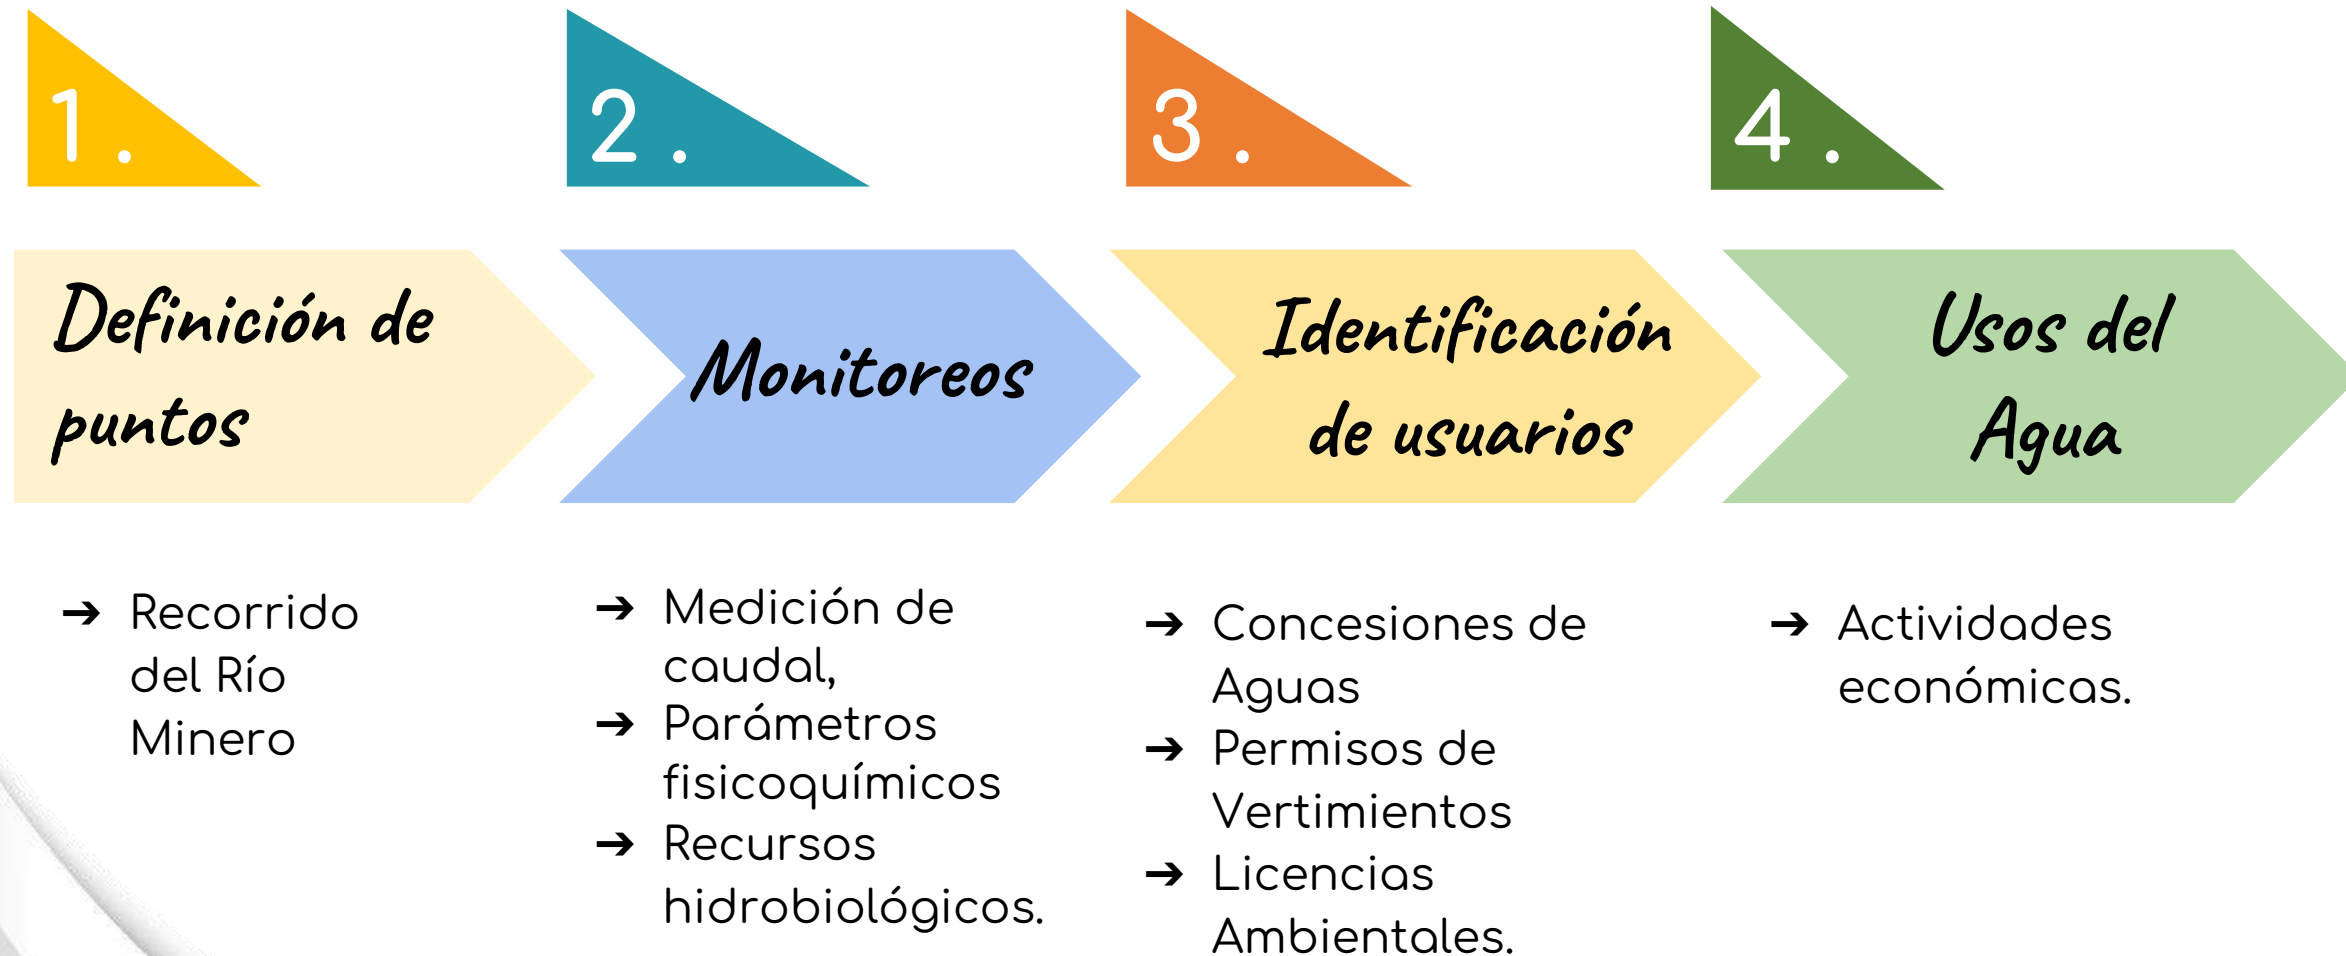 1.
Definición de
puntos
➔ Recorrido
del Río
Minero
2.
Monitoreos
➔ Medición de
caudal,
➔ Parámetros
fisicoquímicos
➔ Recursos
hidrobiológicos.
3.
Identificación
de usuarios
➔ Concesiones de
Aguas
➔ Permisos de
Vertimientos
➔ Licencias
Ambientales.
4.
Usos del
Agua
➔ Actividades
económicas.